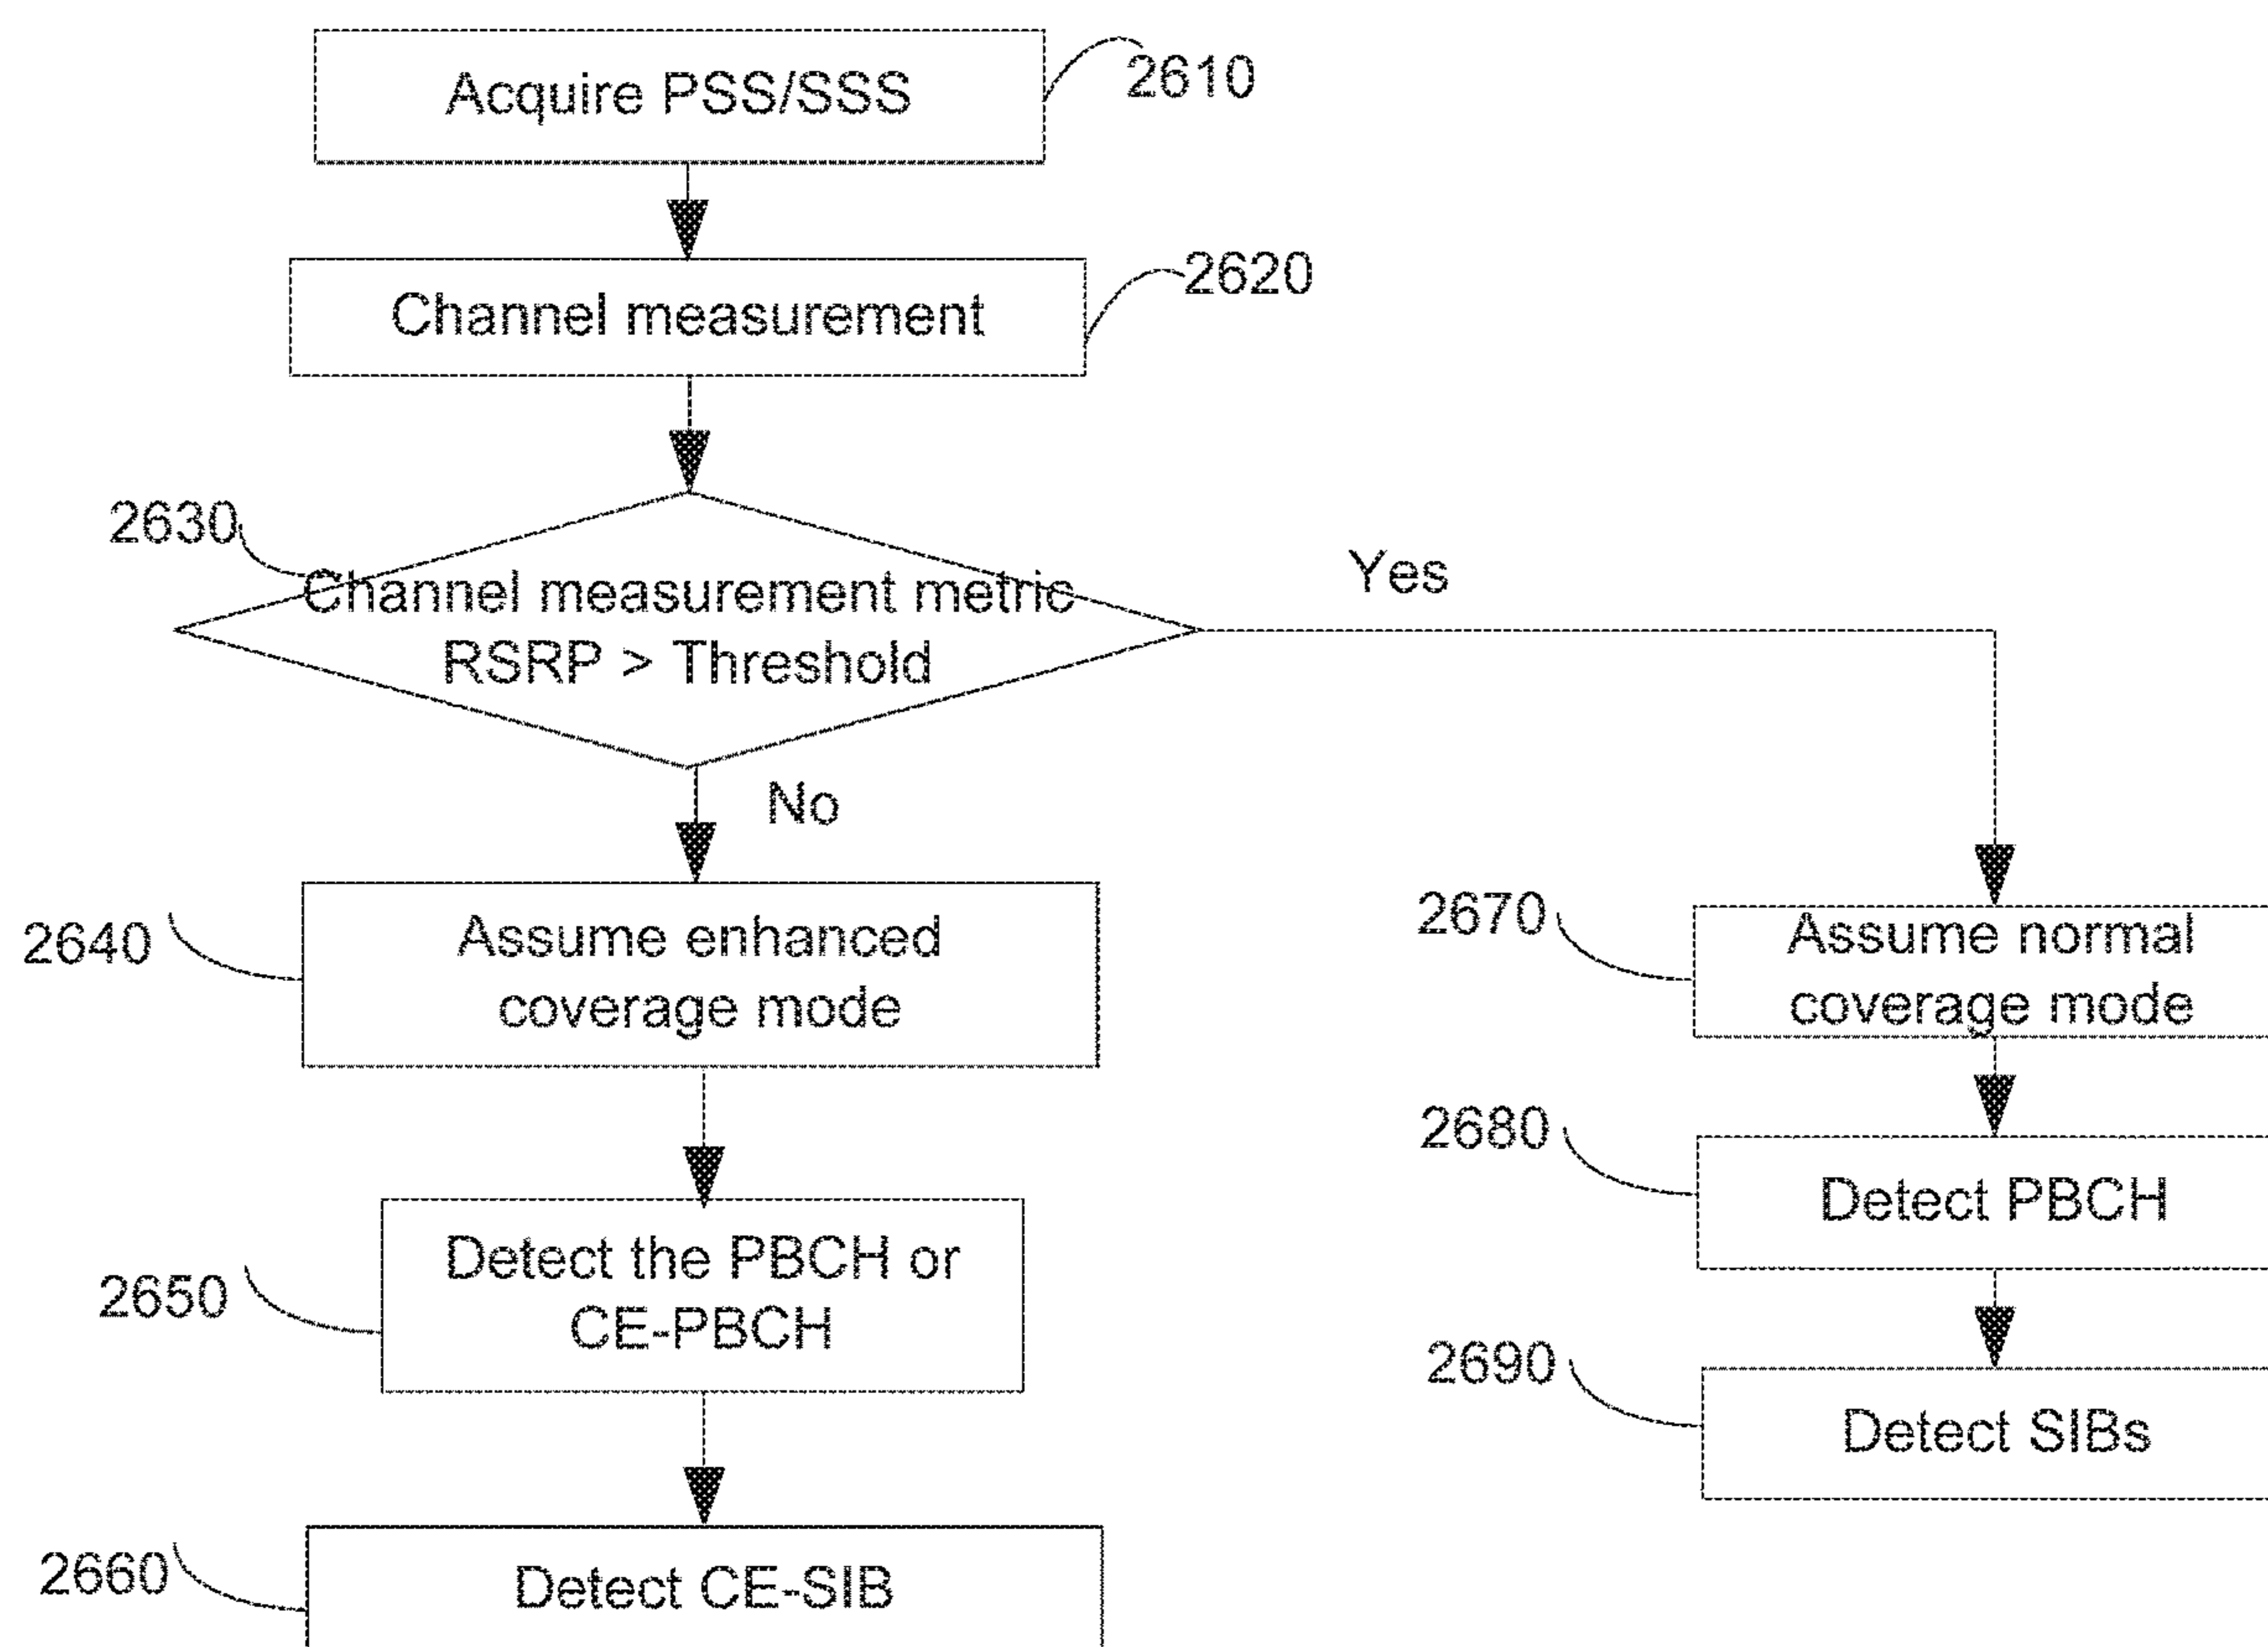 Acquire PSS/SSS
2610
Channel measurement
2620
2630
Channel measurement metric
RSRP > Threshold
Yes
No
2640
Assume enhanced
coverage mode
2670
Assume normal
coverage mode
2650
Detect the PBCH or
CE-PBCH
2680
Detect PBCH
2660
Detect CE-SIB
2690
Detect SIBs